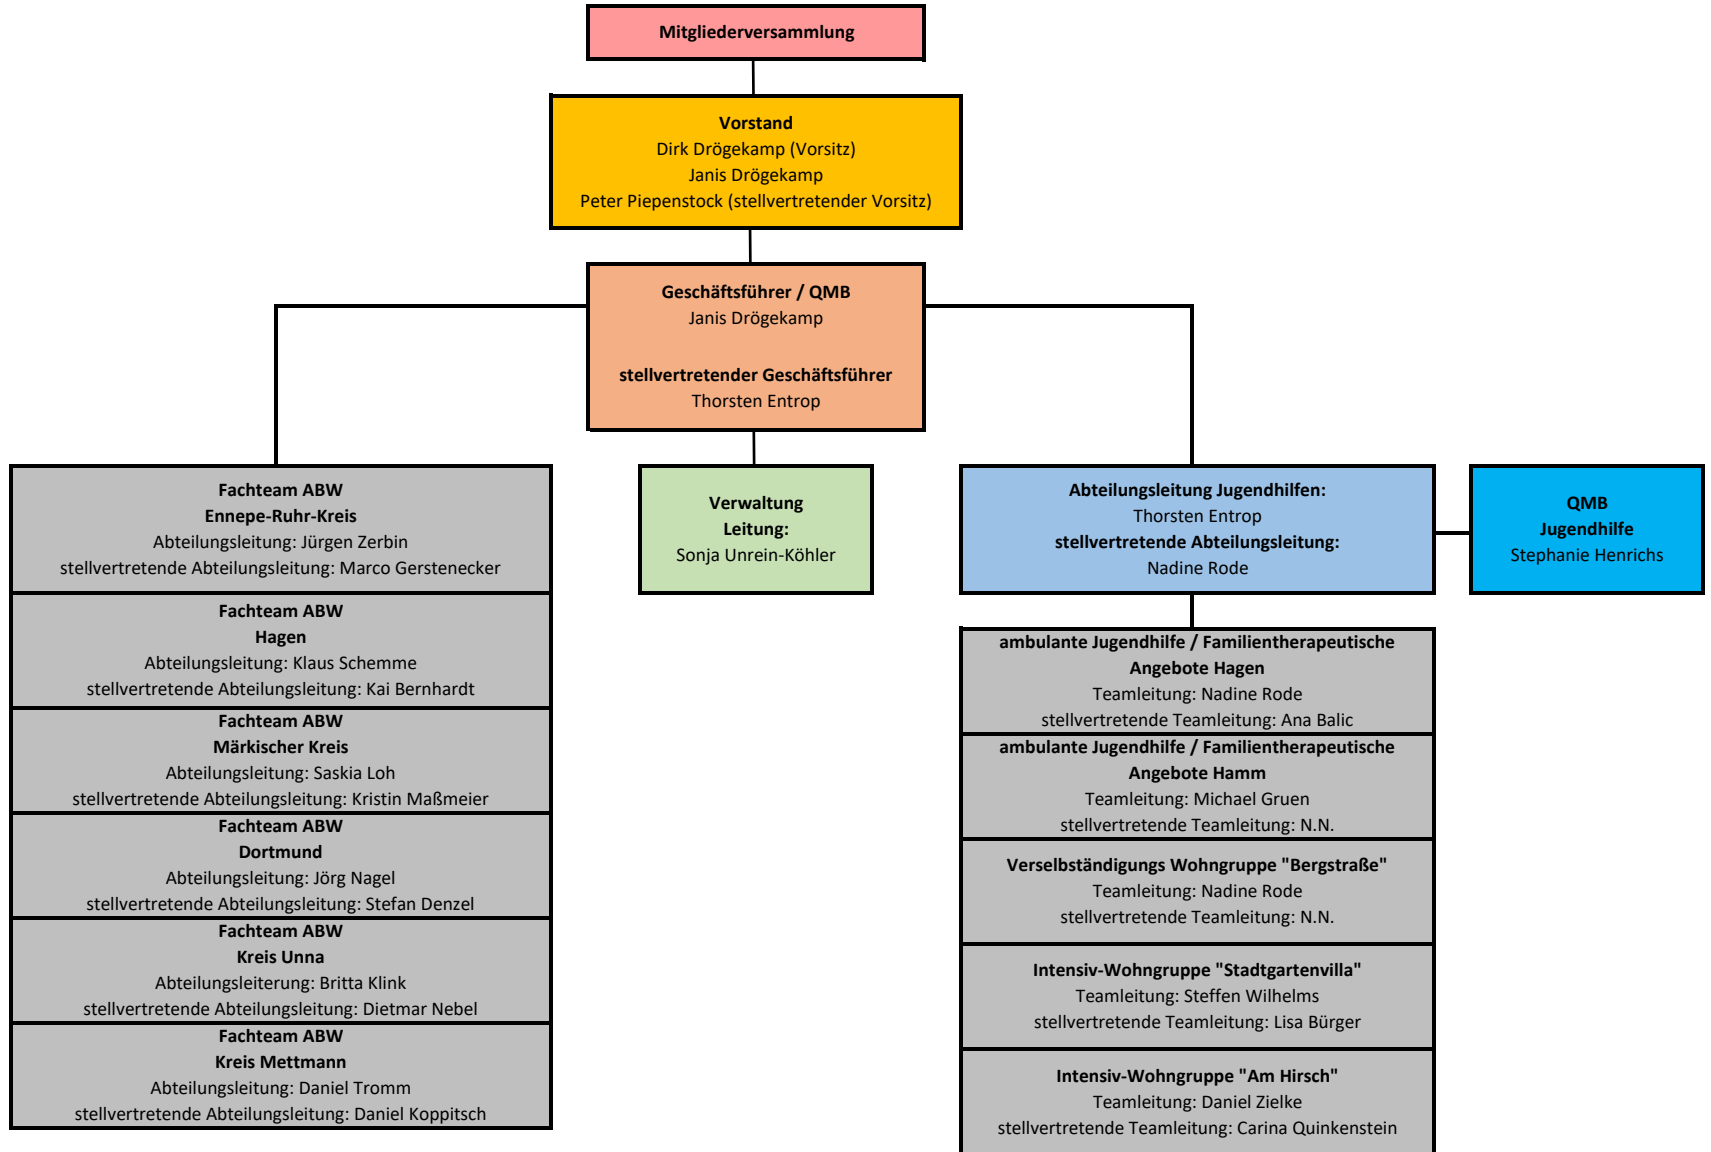 Mitgliederversammlung
Vorstand
Dirk Drögekamp (Vorsitz)
Janis Drögekamp
Peter Piepenstock (stellvertretender Vorsitz)
Geschäftsführer / QMB
Janis Drögekamp
stellvertretender Geschäftsführer
Thorsten Entrop
Fachteam ABW
Ennepe-Ruhr-Kreis
Abteilungsleitung: Jürgen Zerbin
stellvertretende Abteilungsleitung: Marco Gerstenecker
Fachteam ABW
Hagen
Abteilungsleitung: Klaus Schemme
stellvertretende Abteilungsleitung: Kai Bernhardt
Fachteam ABW
Märkischer Kreis
Abteilungsleitung: Saskia Loh
stellvertretende Abteilungsleitung: Kristin Maßmeier
Fachteam ABW
Dortmund
Abteilungsleitung: Jörg Nagel
stellvertretende Abteilungsleitung: Stefan Denzel
Fachteam ABW
Kreis Unna
Abteilungsleiterung: Britta Klink
stellvertretende Abteilungsleitung: Dietmar Nebel
Fachteam ABW
Kreis Mettmann
Abteilungsleitung: Daniel Tromm
stellvertretende Abteilungsleitung: Daniel Koppitsch
Verwaltung
Leitung:
Sonja Unrein-Köhler
Abteilungsleitung Jugendhilfen:
Thorsten Entrop
stellvertretende Abteilungsleitung:
Nadine Rode
QMB
Jugendhilfe
Stephanie Henrichs
ambulante Jugendhilfe / Familientherapeutische
Angebote Hagen
Teamleitung: Nadine Rode
stellvertretende Teamleitung: Ana Balic
ambulante Jugendhilfe / Familientherapeutische
Angebote Hamm
Teamleitung: Michael Gruen
stellvertretende Teamleitung: N.N.
Verselbständigungs Wohngruppe "Bergstraße"
Teamleitung: Nadine Rode
stellvertretende Teamleitung: N.N.
Intensiv-Wohngruppe "Stadtgartenvilla"
Teamleitung: Steffen Wilhelms
stellvertretende Teamleitung: Lisa Bürger
Intensiv-Wohngruppe "Am Hirsch"
Teamleitung: Daniel Zielke
stellvertretende Teamleitung: Carina Quinkenstein